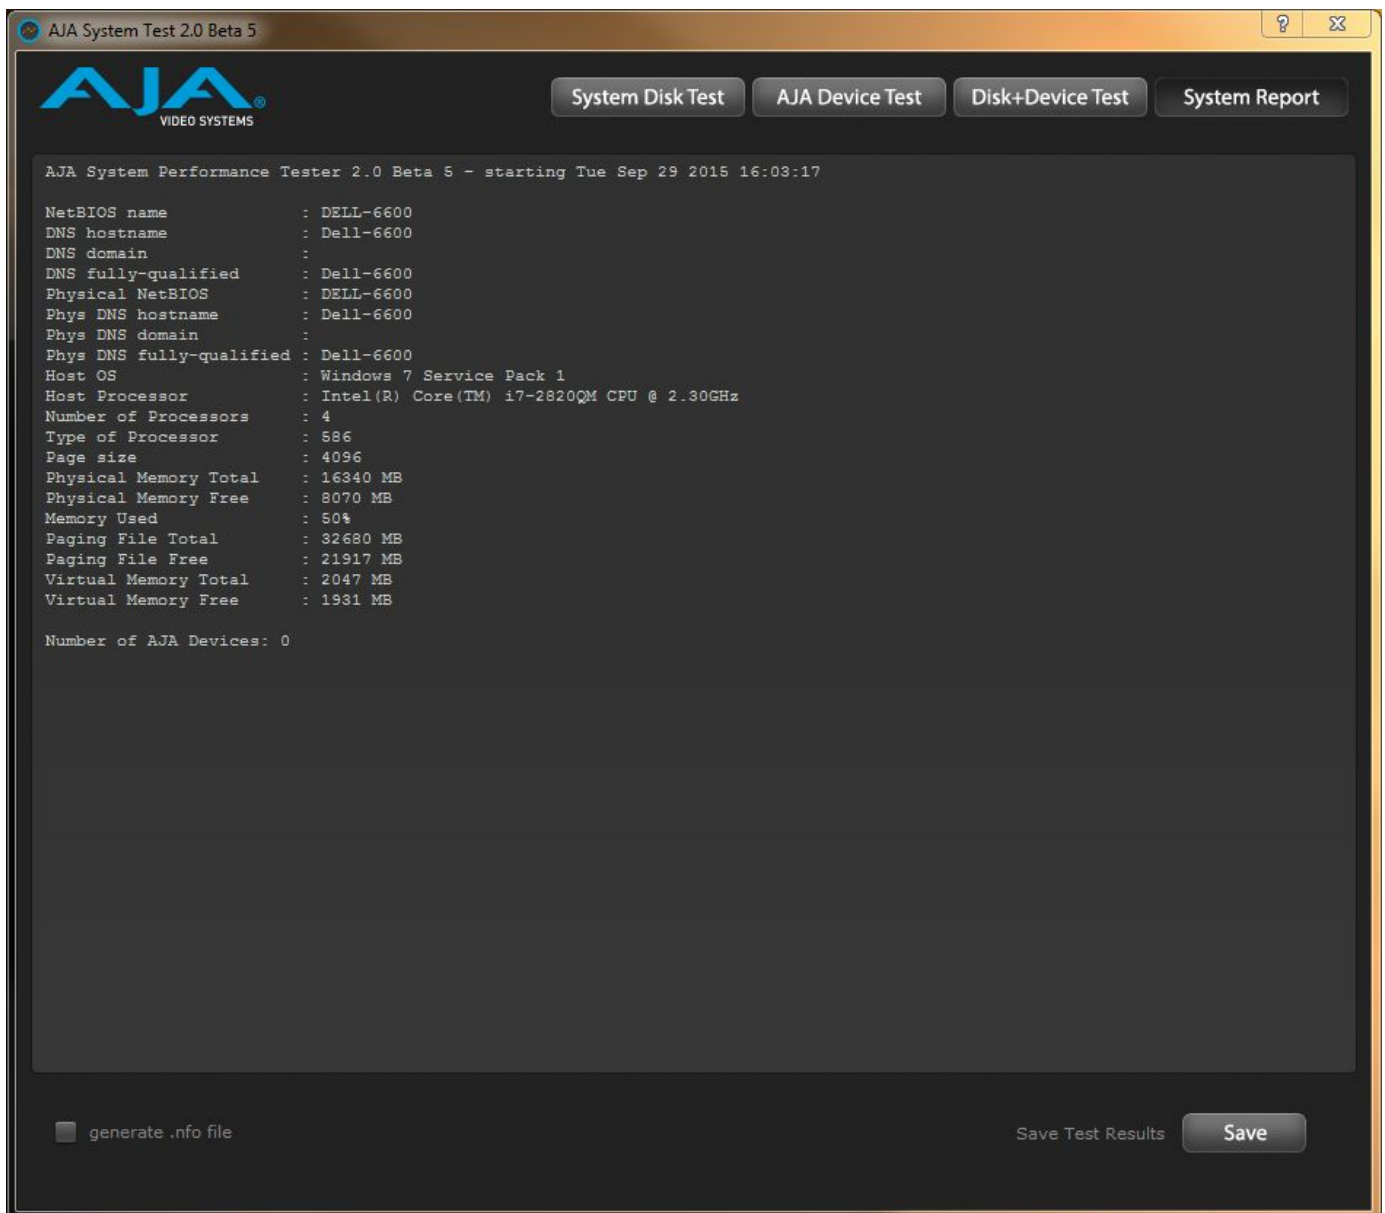 AJA System Test 2.0 Beta 5
AJA®
VIDEO SYSTEMS
System Disk Test
AJA Device Test
Disk+Device Test
System Report
AJA System Performance Tester 2.0 Beta 5 - starting Tue Sep 29 2015 16:03:17
NetBIOS name : DELL-6600
DNS hostname : Dell-6600
DNS domain :
DNS fully-qualified : Dell-6600
Physical NetBIOS : DELL-6600
Phys DNS hostname : Dell-6600
Phys DNS domain :
Phys DNS fully-qualified : Dell-6600
Host OS : Windows 7 Service Pack 1
Host Processor : Intel(R) Core(TM) i7-2820QM CPU @ 2.30GHz
Number of Processors : 4
Type of Processor : 586
Page size : 4096
Physical Memory Total : 16340 MB
Physical Memory Free : 8070 MB
Memory Used : 50%
Paging File Total : 32680 MB
Paging File Free : 21917 MB
Virtual Memory Total : 2047 MB
Virtual Memory Free : 1931 MB
Number of AJA Devices: 0
generate .nfo file
Save Test Results
Save